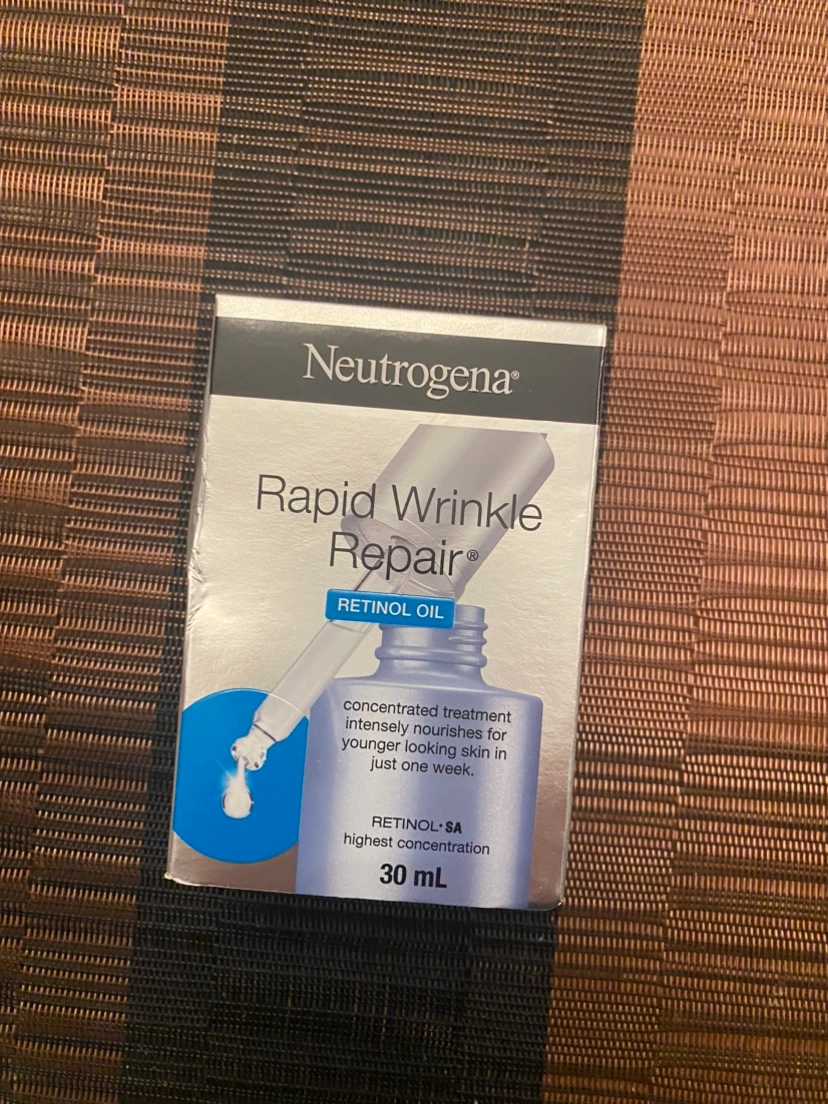 Neutrogena®
Rapid Wrinkle
Repair®
RETINOL OIL
concentrated treatment
intensely nourishes for
younger looking skin in
just one week.
RETINOL•SA
highest concentration
30 mL